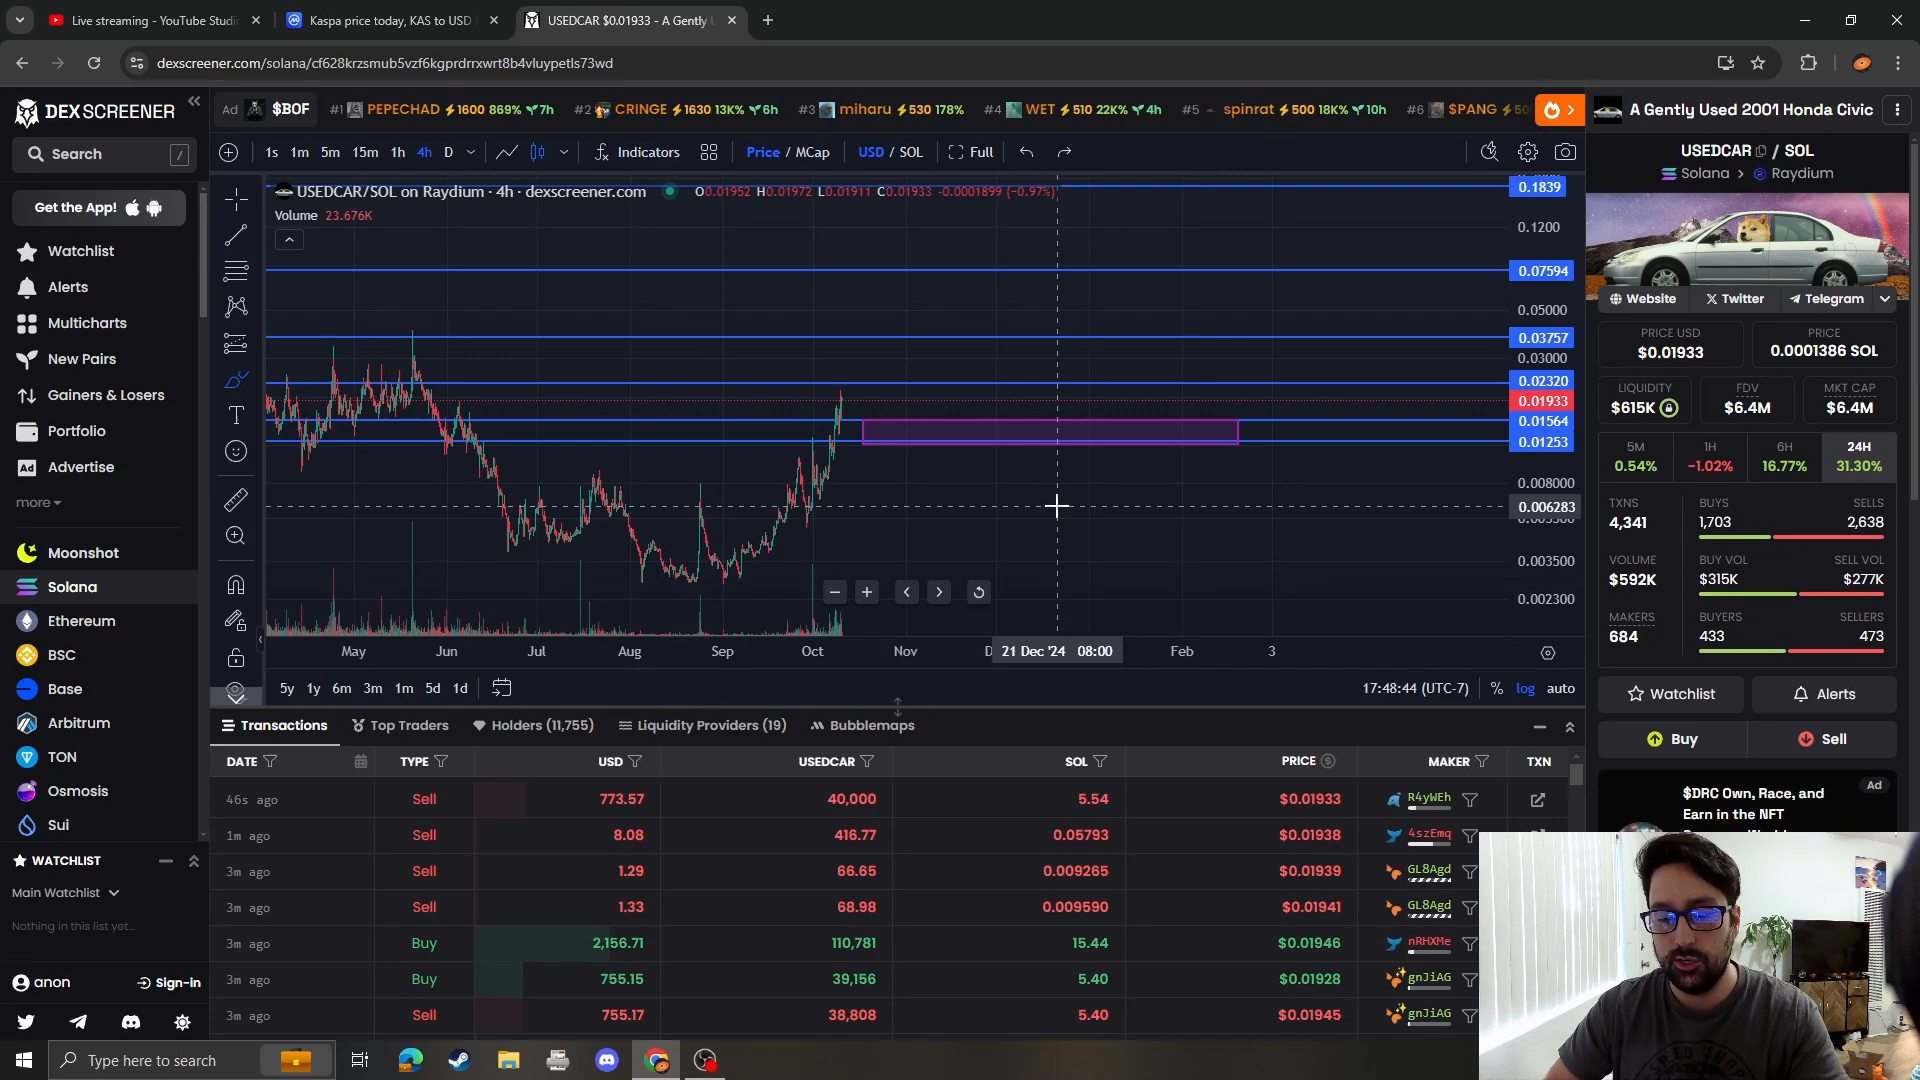 Live streaming - YouTube Studi
Kaspa price today, KAS to USD
USEDCAR $0.01933 - A Gently U
dexscreener.com/solana/cf628krzsmub5vzf6kgprdrrxwrt8b4vluypetls73wd
DEX SCREENER
Ad $BOF #1 PEPECHAD 1600 869% 7h #2 CRINGE 1630 13K% 6h #3 miharu 530 178% #4 WET 510 22K% 4h #5 spinrat 500 18K% 10h #6 $PANG
A Gently Used 2001 Honda Civic
Search /
1s 1m 5m 15m 1h 4h D Indicators Price / MCap USD / SOL Full
USEDCAR / SOL
Solana > Raydium
Get the App!
Watchlist
Alerts
Multicharts
New Pairs
Gainers & Losers
Portfolio
Ad Advertise
more
Moonshot
Solana
Ethereum
BSC
Base
Arbitrum
TON
Osmosis
Sui
WATCHLIST
Main Watchlist
Nothing in this list yet...
anon Sign-in
USEDCAR/SOL on Raydium · 4h · dexscreener.com O0.01952 H0.01972 L0.01911 C0.01933 -0.0001899 (−0.97%)
Volume 23.676K
0.1839
0.1200
0.07594
0.05000
0.03757
0.03000
0.02320
0.01933
0.01564
0.01253
0.008000
0.006283
0.003500
0.002300
May Jun Jul Aug Sep Oct Nov D 21 Dec '24 08:00 Feb 3
5y 1y 6m 3m 1m 5d 1d 17:48:44 (UTC-7) % log auto
Website Twitter Telegram
PRICE USD PRICE
$0.01933 0.0001386 SOL
LIQUIDITY FDV MKT CAP
$615K $6.4M $6.4M
5M 1H 6H 24H
0.54% -1.02% 16.77% 31.30%
TXNS BUYS SELLS
4,341 1,703 2,638
VOLUME BUY VOL SELL VOL
$592K $315K $277K
MAKERS BUYERS SELLERS
684 433 473
Watchlist Alerts
Buy Sell
Ad
$DRC Own, Race, and
Earn in the NFT
Transactions Top Traders Holders (11,755) Liquidity Providers (19) Bubblemaps
DATE TYPE USD USEDCAR SOL PRICE MAKER TXN
46s ago Sell 773.57 40,000 5.54 $0.01933 R4yWEh
1m ago Sell 8.08 416.77 0.05793 $0.01938 4szEmq
3m ago Sell 1.29 66.65 0.009265 $0.01939 GL8Agd
3m ago Sell 1.33 68.98 0.009590 $0.01941 GL8Agd
3m ago Buy 2,156.71 110,781 15.44 $0.01946 nRHXMe
3m ago Buy 755.15 39,156 5.40 $0.01928 gnJiAG
3m ago Sell 755.17 38,808 5.40 $0.01945 gnJiAG
Type here to search